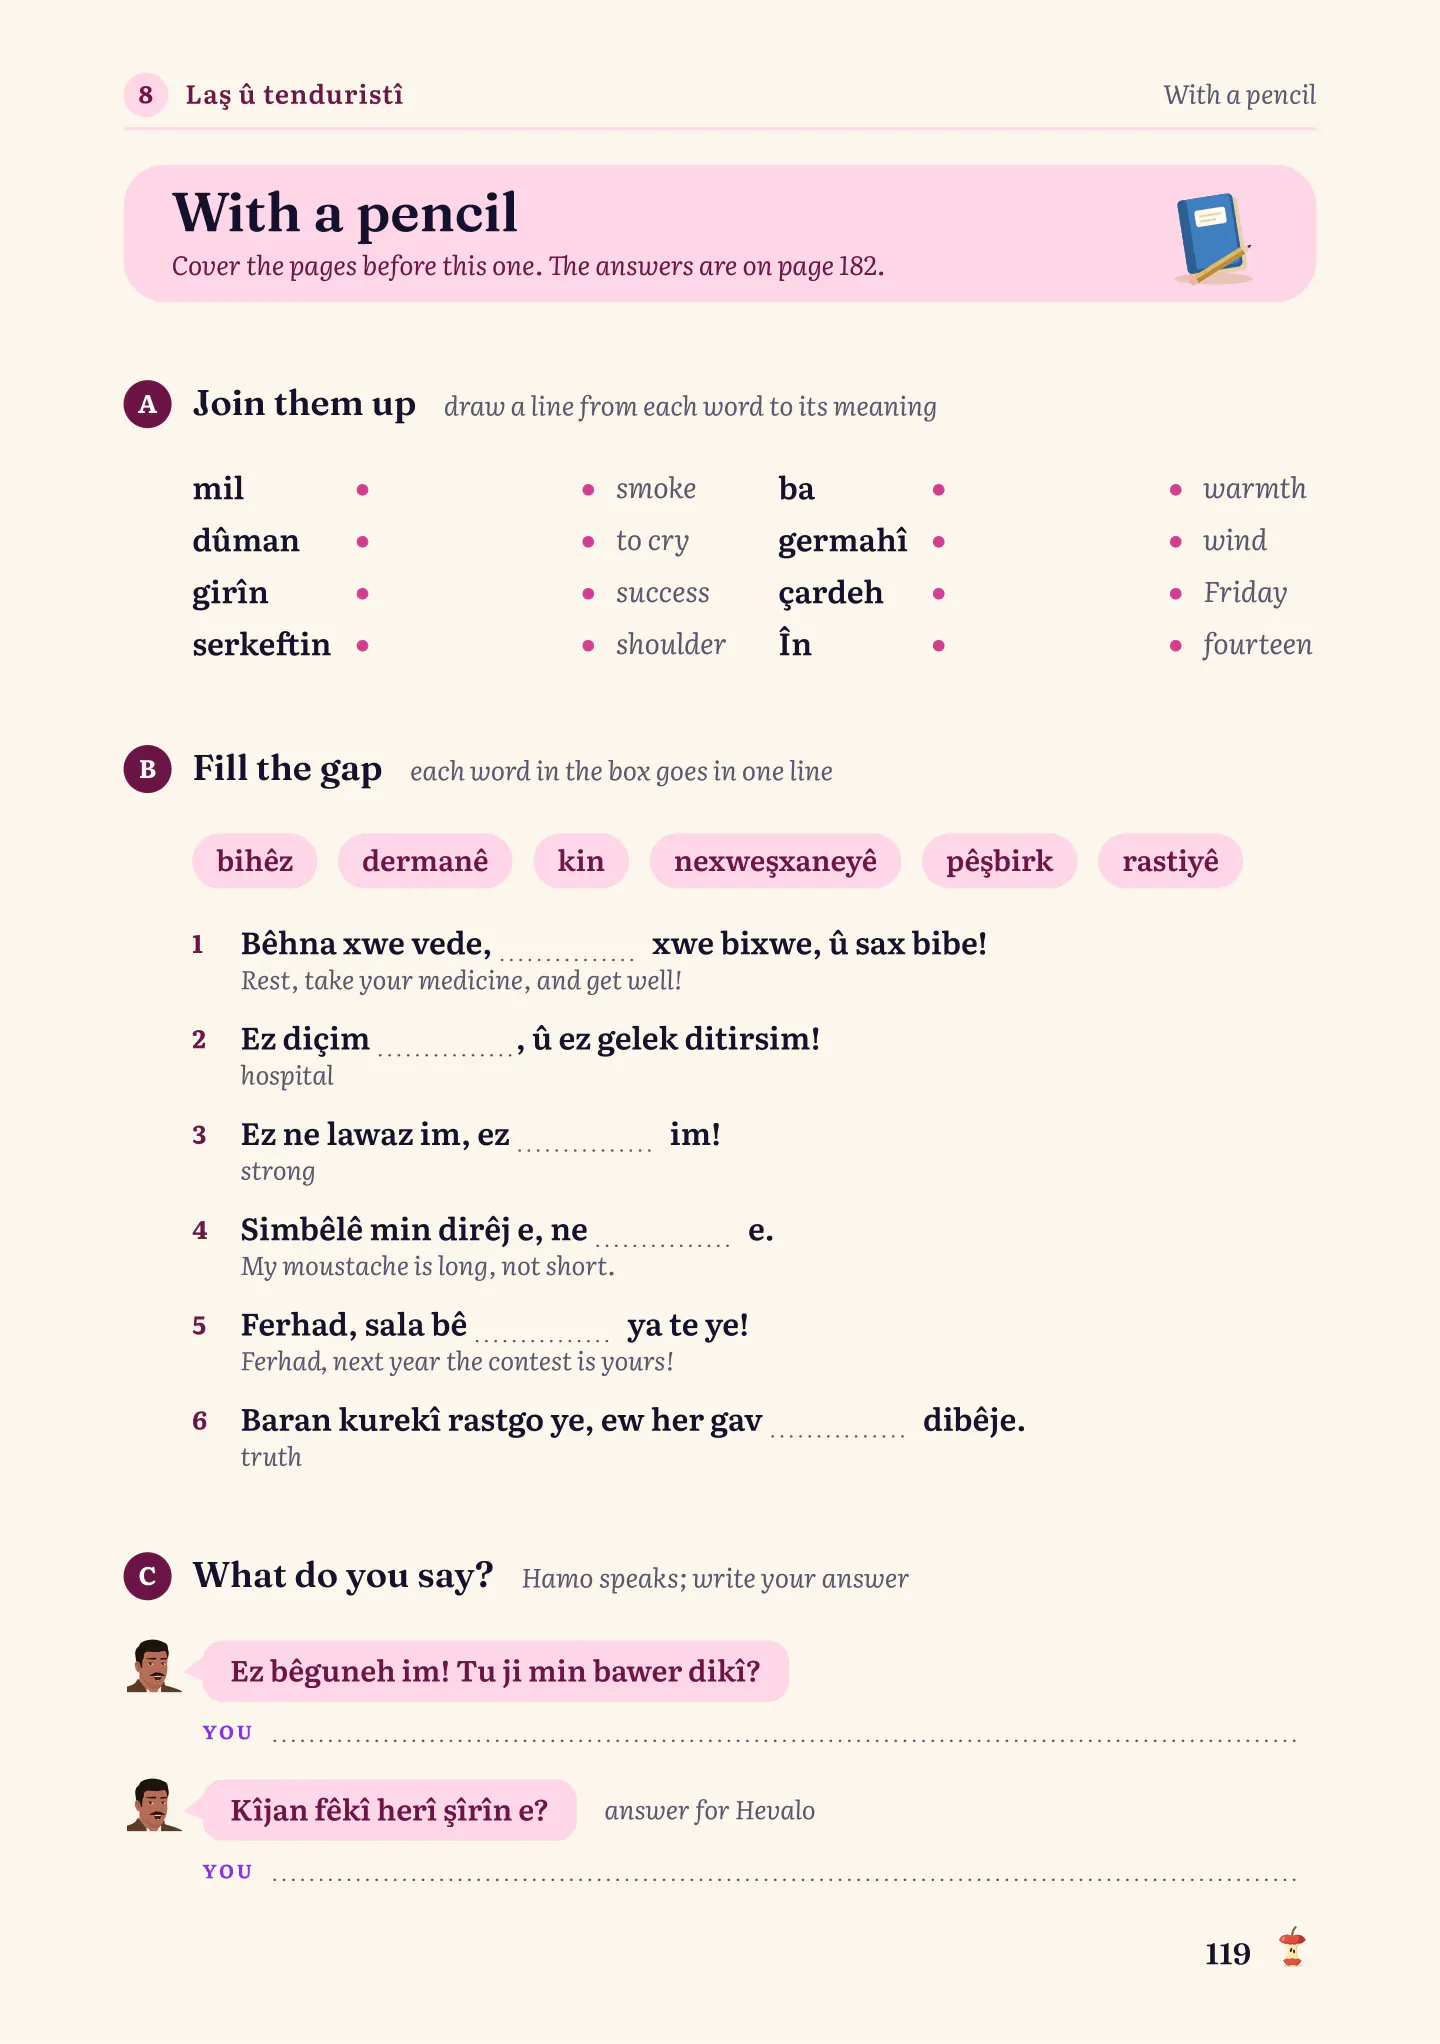 8 Laş û tenduristî With a pencil
With a pencil
Cover the pages before this one. The answers are on page 182.
A Join them up draw a line from each word to its meaning
mil smoke ba warmth
dûman to cry germahî wind
girîn success çardeh Friday
serkeftin shoulder În fourteen
B Fill the gap each word in the box goes in one line
bihêz dermanê kin nexweşxaneyê pêşbirk rastiyê
1 Bêhna xwe vede, ............... xwe bixwe, û sax bibe!
Rest, take your medicine, and get well!
2 Ez diçim ..............., û ez gelek ditirsim!
hospital
3 Ez ne lawaz im, ez ............... im!
strong
4 Simbêlê min dirêj e, ne ............... e.
My moustache is long, not short.
5 Ferhad, sala bê ............... ya te ye!
Ferhad, next year the contest is yours!
6 Baran kurekî rastgo ye, ew her gav ............... dibêje.
truth
C What do you say? Hamo speaks; write your answer
Ez bêguneh im! Tu ji min bawer dikî?
YOU
Kîjan fêkî herî şîrîn e? answer for Hevalo
YOU
119